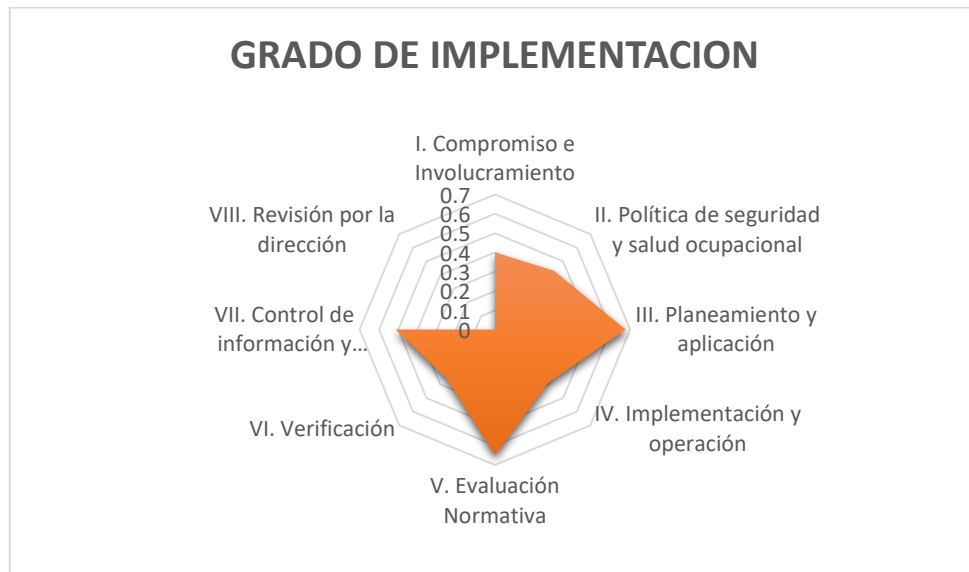 GRADO DE IMPLEMENTACION
I. Compromiso e
Involucramiento
II. Política de seguridad
y salud ocupacional
III. Planeamiento y
aplicación
IV. Implementación y
operación
V. Evaluación
Normativa
VI. Verificación
VII. Control de
información y...
VIII. Revisión por la
dirección
0.7
0.6
0.5
0.4
0.3
0.2
0.1
0